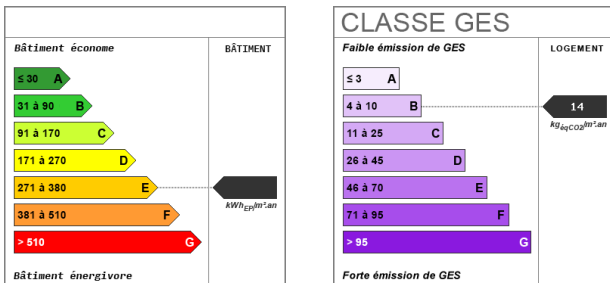 Bâtiment économe
BÂTIMENT
≤ 30 A
31 à 90 B
91 à 170 C
171 à 270 D
271 à 380 E
kWhEP/m².an
381 à 510 F
> 510 G
Bâtiment énergivore
CLASSE GES
Faible émission de GES
LOGEMENT
≤ 3 A
4 à 10 B
14
kgéqCO2/m².an
11 à 25 C
26 à 45 D
46 à 70 E
71 à 95 F
> 95 G
Forte émission de GES